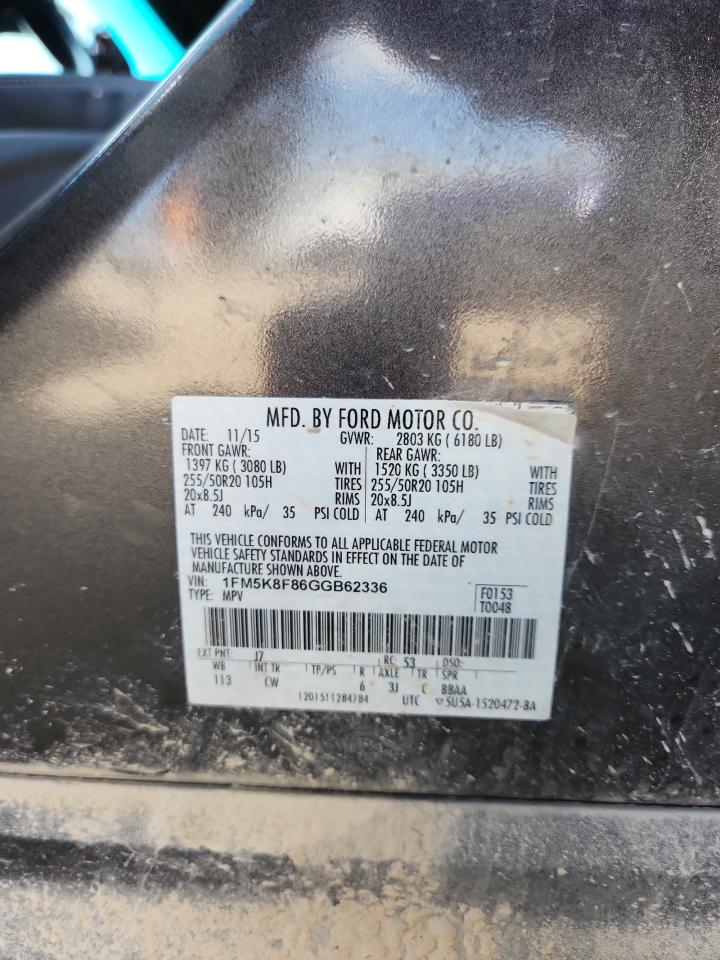 MFD. BY FORD MOTOR CO.
DATE: 11/15 GVWR: 2803 KG ( 6180 LB)
FRONT GAWR: REAR GAWR:
1397 KG ( 3080 LB) WITH 1520 KG ( 3350 LB) WITH
255/50R20 105H TIRES 255/50R20 105H TIRES
20x8.5J RIMS 20x8.5J RIMS
AT 240 kPa/ 35 PSI COLD AT 240 kPa/ 35 PSI COLD
THIS VEHICLE CONFORMS TO ALL APPLICABLE FEDERAL MOTOR
VEHICLE SAFETY STANDARDS IN EFFECT ON THE DATE OF
MANUFACTURE SHOWN ABOVE.
VIN: 1FM5K8F86GGB62336 F0153
TYPE: MPV T0048
EXT PNT: J7 RC: 53 DSO:
WB INT TR TP/PS R AXLE TR SPR
113 CW 6 3J C BBAA
1201511284784 UTC ▽5U5A-1520472-BA